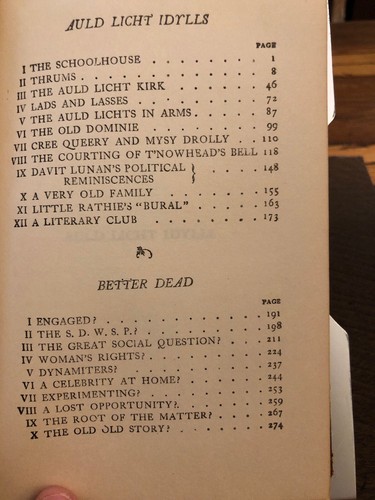 AULD LICHT IDYLLS
PAGE
I THE SCHOOLHOUSE . . . . . . . . . 1
II THRUMS . . . . . . . . . . . . . 8
III THE AULD LICHT KIRK . . . . . . . 46
IV LADS AND LASSES . . . . . . . . . 72
V THE AULD LICHTS IN ARMS . . . . . . 87
VI THE OLD DOMINIE . . . . . . . . . 99
VII CREE QUEERY AND MYSY DROLLY . . 110
VIII THE COURTING OF T'NOWHEAD'S BELL 118
IX DAVIT LUNAN'S POLITICAL
REMINISCENCES } . . . . 148
X A VERY OLD FAMILY . . . . . . . . 155
XI LITTLE RATHIE'S "BURAL" . . . . . . 163
XII A LITERARY CLUB . . . . . . . . . 173
BETTER DEAD
PAGE
I ENGAGED? . . . . . . . . . . . . 191
II THE S. D. W. S. P.? . . . . . . . . 198
III THE GREAT SOCIAL QUESTION? . . . . 211
IV WOMAN'S RIGHTS? . . . . . . . . . 224
V DYNAMITERS? . . . . . . . . . . . 237
VI A CELEBRITY AT HOME? . . . . . . . 244
VII EXPERIMENTING? . . . . . . . . . 253
VIII A LOST OPPORTUNITY? . . . . . . . 259
IX THE ROOT OF THE MATTER? . . . . . 267
X THE OLD OLD STORY? . . . . . . . . 274